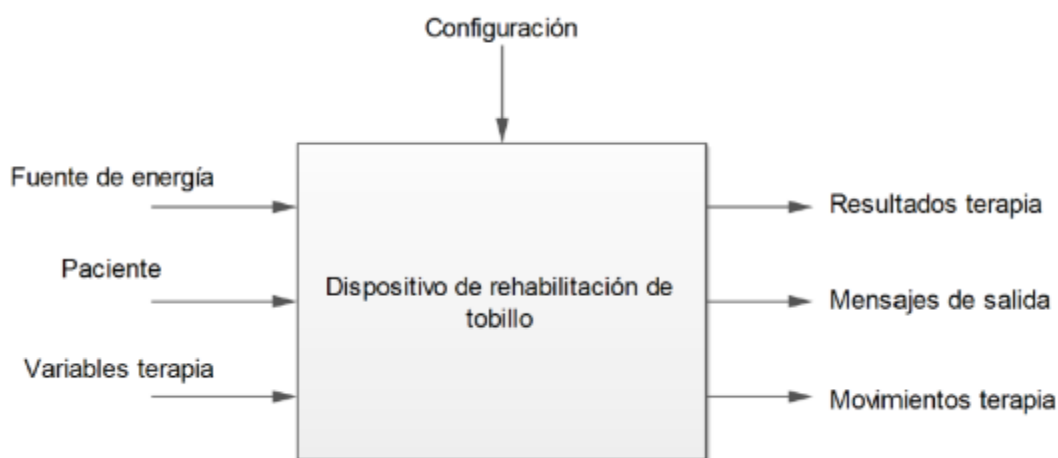 Configuración
Fuente de energía
Paciente
Variables terapia
Dispositivo de rehabilitación de
tobillo
Resultados terapia
Mensajes de salida
Movimientos terapia